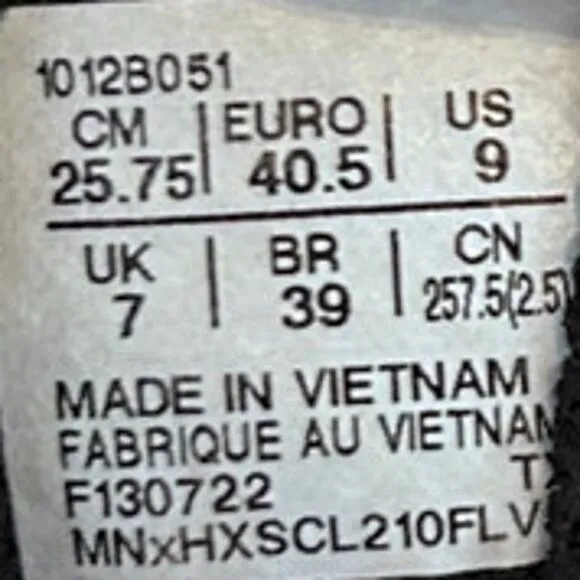 1012B051
CM | EURO | US
25.75 | 40.5 | 9
UK | BR | CN
7 | 39 | 257.5(2.5)
MADE IN VIETNAM
FABRIQUE AU VIETNAM
F130722
MNxHXSCL210FLV